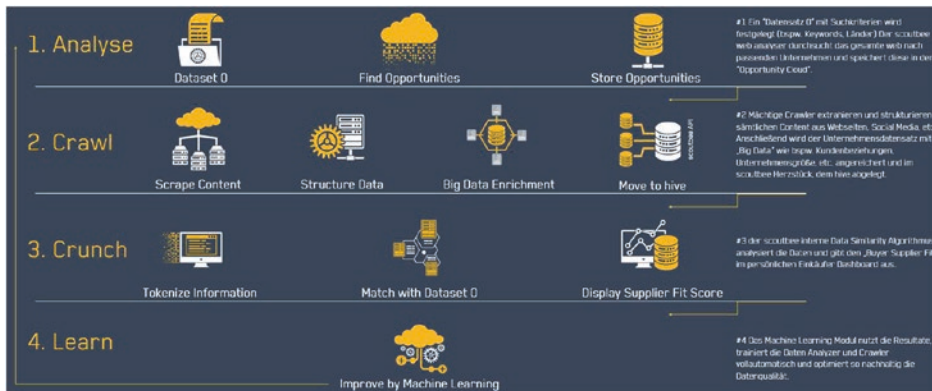 1. Analyse
Dataset 0
Find Opportunities
Store Opportunities
#1 Ein "Datensatz 0" mit Suchkriterien wird
festgelegt (bspw. Keywords, Länder) Der scoutbee
web analyser durchsucht das gesamte web nach
passenden Unternehmen und speichert diese in der
"Opportunity Cloud".
2. Crawl
Scrape Content
Structure Data
Big Data Enrichment
scoutbee API
Move to hive
#2 Mächtige Crawler extrahieren und strukturieren
sämtlichen Content aus Webseiten, Social Media, etc
Anschließend wird der Unternehmensdatensatz mit
„Big Data" wie bspw. Kundenbeziehungen,
Unternehmensgröße, etc. angereichert und im
scoutbee Herzstück, dem hive abgelegt.
3. Crunch
Tokenize Information
Match with Dataset 0
Display Supplier Fit Score
#3 der scoutbee interne Data Similarity Algorithmus
analysiert die Daten und gibt den „Buyer Supplier Fit
im persönlichen Einkäufer Dashboard aus.
4. Learn
Improve by Machine Learning
#4 Das Machine Learning Modul nutzt die Resultate,
trainiert die Daten Analyzer und Crawler
vollautomatisch und optimiert so nachhaltig die
Datenqualität.